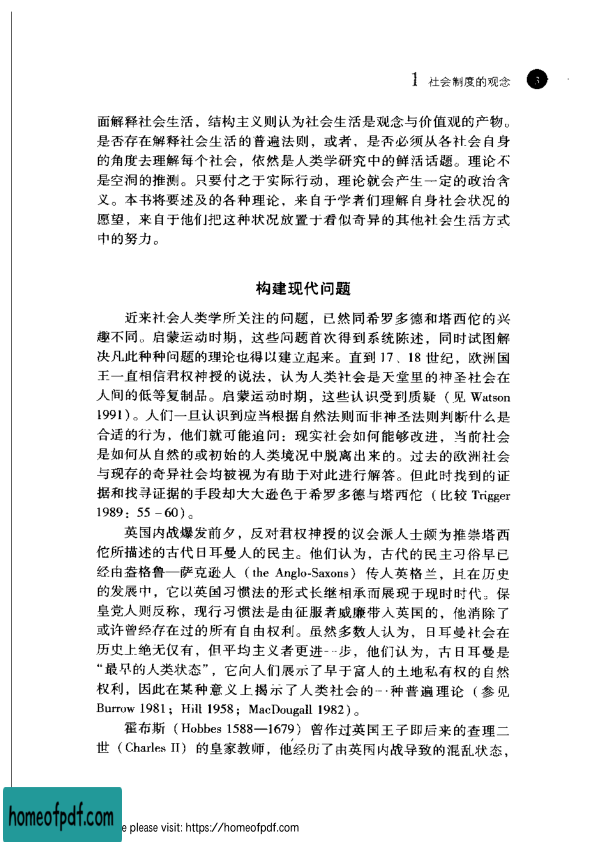 1 社会制度的观念 3
面解释社会生活，结构主义则认为社会生活是观念与价值观的产物。
是否存在解释社会生活的普遍法则，或者，是否必须从各社会自身
的角度去理解每个社会，依然是人类学研究中的鲜活话题。理论不
是空洞的推测。只要付之于实际行动，理论就会产生一定的政治含
义。本书将要述及的各种理论，来自于学者们理解自身社会状况的
愿望，来自于他们把这种状况放置于看似奇异的其他社会生活方式
中的努力。
构建现代问题
近来社会人类学所关注的问题，已然同希罗多德和塔西佗的兴
趣不同。启蒙运动时期，这些问题首次得到系统陈述，同时试图解
决凡此种种问题的理论也得以建立起来。直到 17、18 世纪，欧洲国
王一直相信君权神授的说法，认为人类社会是天堂里的神圣社会在
人间的低等复制品。启蒙运动时期，这些认识受到质疑（见 Watson
1991）。人们一旦认识到应当根据自然法则而非神圣法则判断什么是
合适的行为，他们就可能追问：现实社会如何能够改进，当前社会
是如何从自然的或初始的人类境况中脱离出来的。过去的欧洲社会
与现存的奇异社会均被视为有助于对此进行解答。但此时找到的证
据和找寻证据的手段却大大逊色于希罗多德与塔西佗（比较 Trigger
1989：55－60）。
英国内战爆发前夕，反对君权神授的议会派人士颇为推崇塔西
佗所描述的古代日耳曼人的民主。他们认为，古代的民主习俗早已
经由盎格鲁—萨克逊人（the Anglo-Saxons）传人英格兰，且在历史
的发展中，它以英国习惯法的形式长继相承而展现于现时时代。保
皇党人则反称，现行习惯法是由征服者威廉带入英国的，他消除了
或许曾经存在过的所有自由权利。虽然多数人认为，日耳曼社会在
历史上绝无仅有，但平均主义者更进一步，他们认为，古日耳曼是
“最早的人类状态”，它向人们展示了早于富人的土地私有权的自然
权利，因此在某种意义上揭示了人类社会的一种普遍理论（参见
Burrow 1981；Hill 1958；MacDougall 1982）。
霍布斯（Hobbes 1588—1679）曾作过英国王子即后来的查理二
世（Charles II）的皇家教师，他经历了由英国内战导致的混乱状态，
homeofpdf.com
e please visit: https://homeofpdf.com